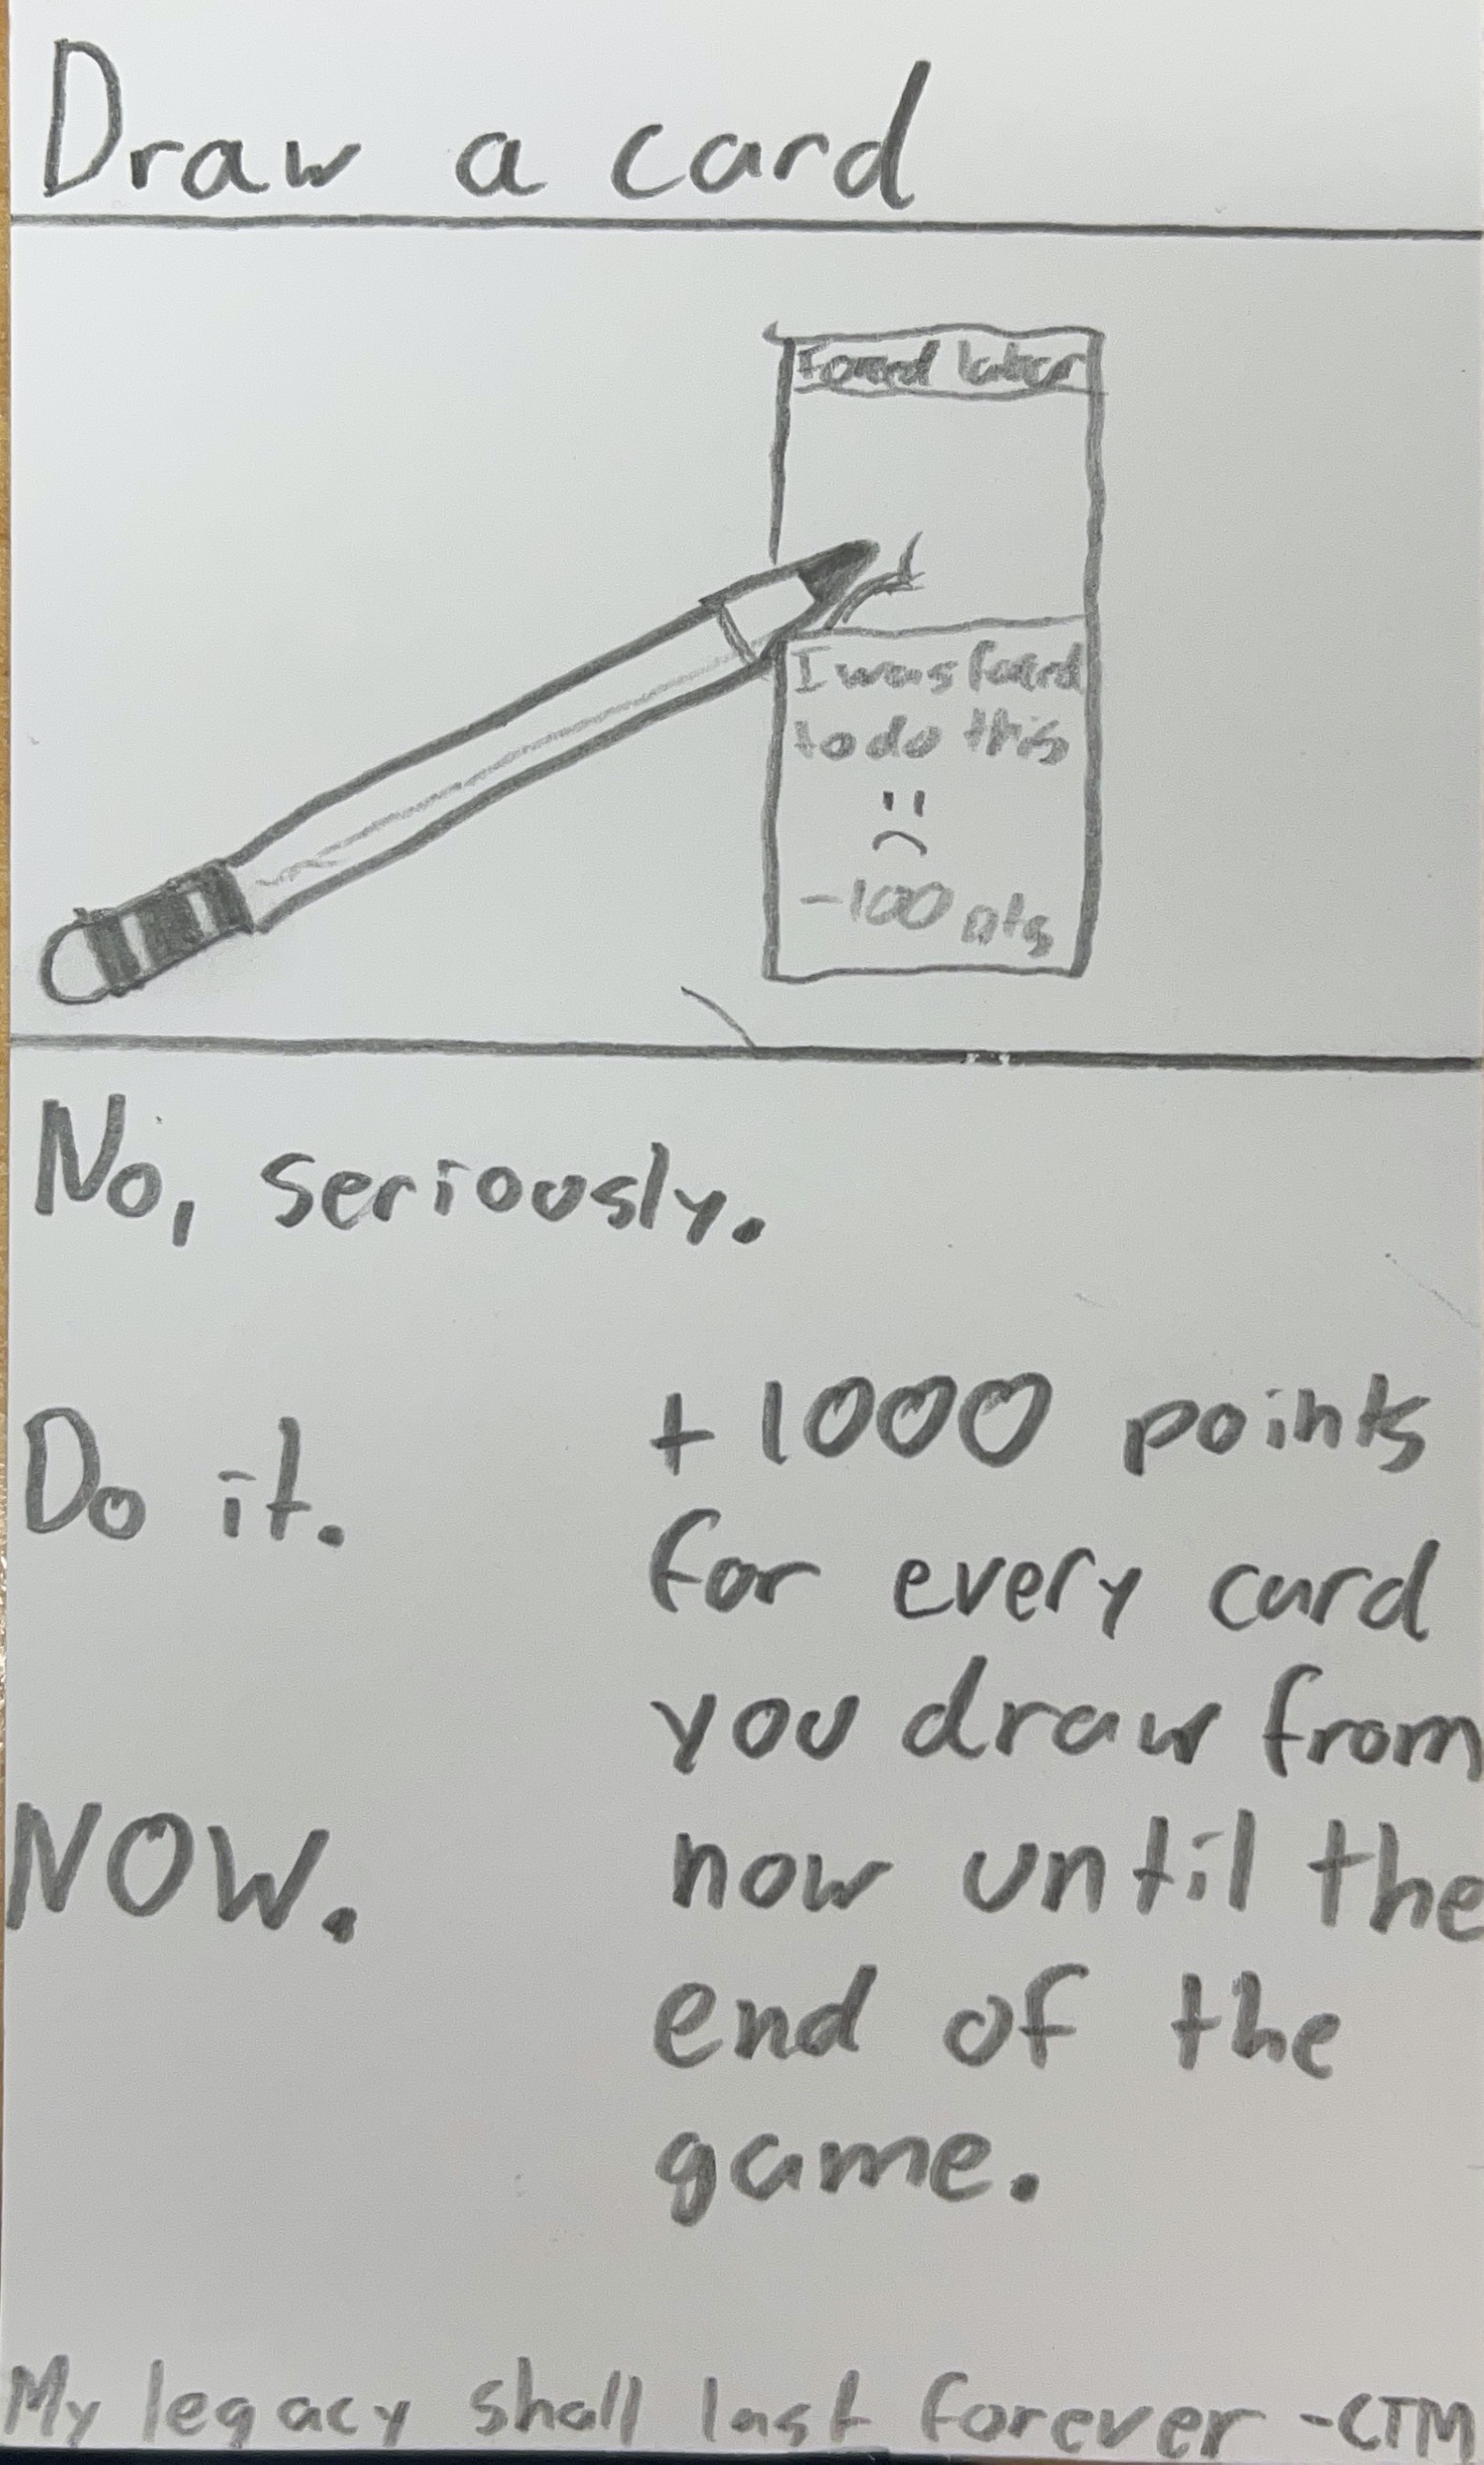 Draw a card
Forced labor
I was forced
to do this
-100 pts
No, seriously.
Do it.
NOW.
+1000 points
for every card
you draw from
now until the
end of the
game.
My legacy shall last forever -CTM